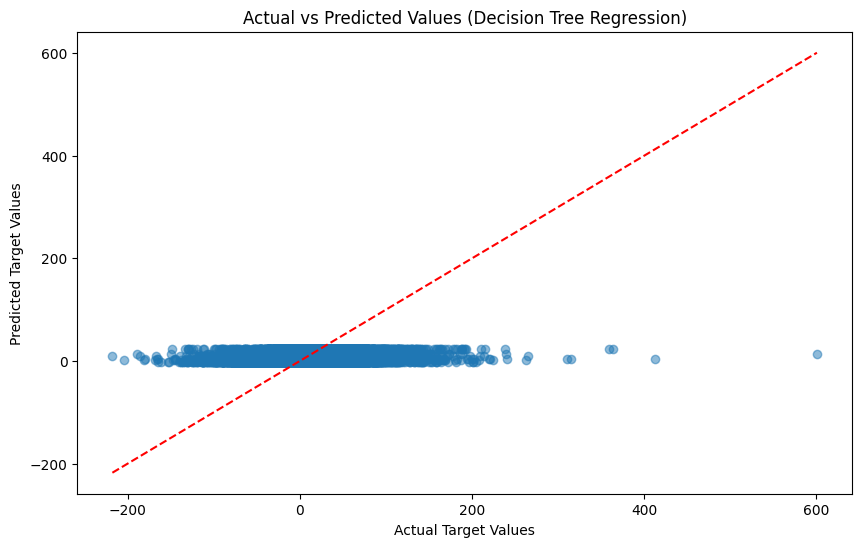 Actual vs Predicted Values (Decision Tree Regression)
600
400
200
0
−200
Predicted Target Values
−200 0 200 400 600
Actual Target Values